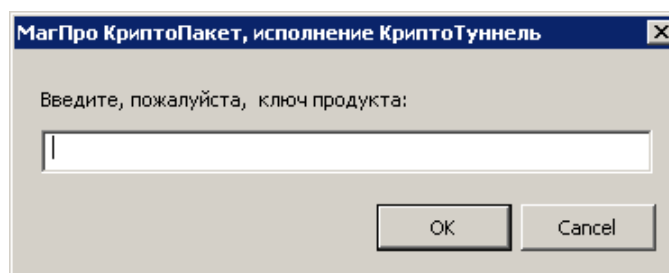 МагПро КриптоПакет, исполнение КриптоТуннель
Введите, пожалуйста, ключ продукта:
OK
Cancel